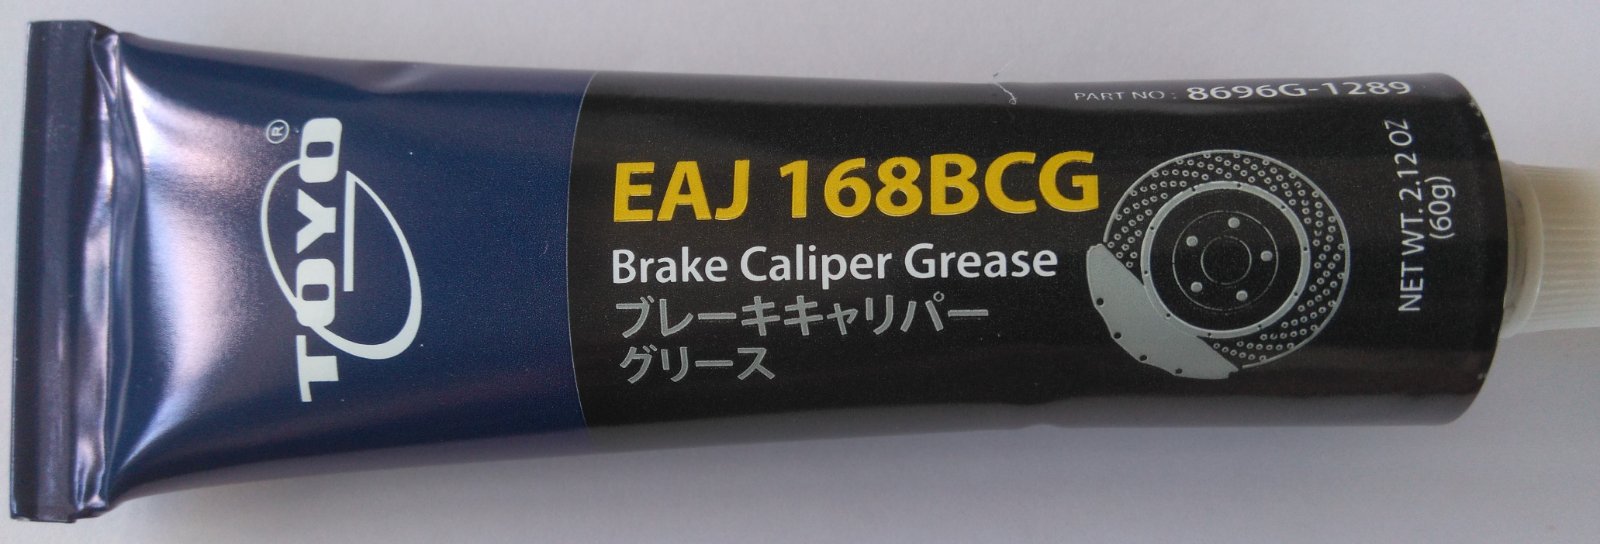 TOYO
®
PART NO : 8696G-1289
EAJ 168BCG
Brake Caliper Grease
ブレーキキャリパー
グリース
NET WT. 2.12 OZ
(60g)